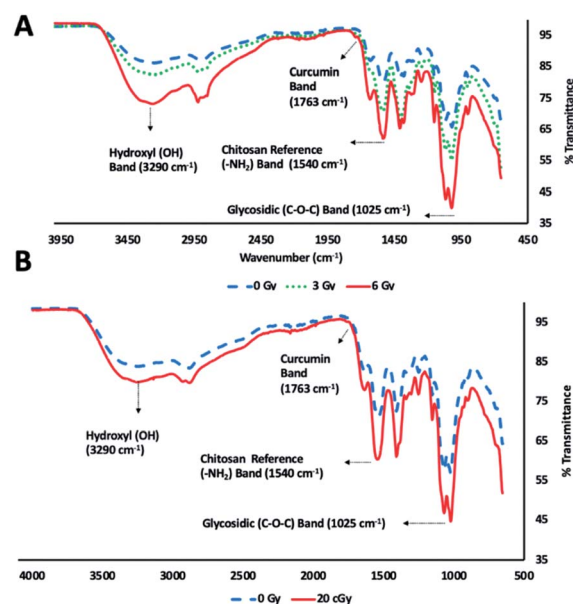 A
95
85
75
65
55
45
35
% Transmittance
Curcumin
Band
(1763 cm-1)
Hydroxyl (OH)
Band (3290 cm-1)
Chitosan Reference
(-NH2) Band (1540 cm-1)
Glycosidic (C-O-C) Band (1025 cm-1)
3950 3450 2950 2450 1950 1450 950 450
Wavenumber (cm-1)
0 Gy 3 Gy 6 Gy
B
95
85
75
65
55
45
35
% Transmittance
Curcumin
Band
(1763 cm-1)
Hydroxyl (OH)
(3290 cm-1)
Chitosan Reference
(-NH2) Band (1540 cm-1)
Glycosidic (C-O-C) Band (1025 cm-1)
4000 3500 3000 2500 2000 1500 1000 500
0 Gy 20 cGy